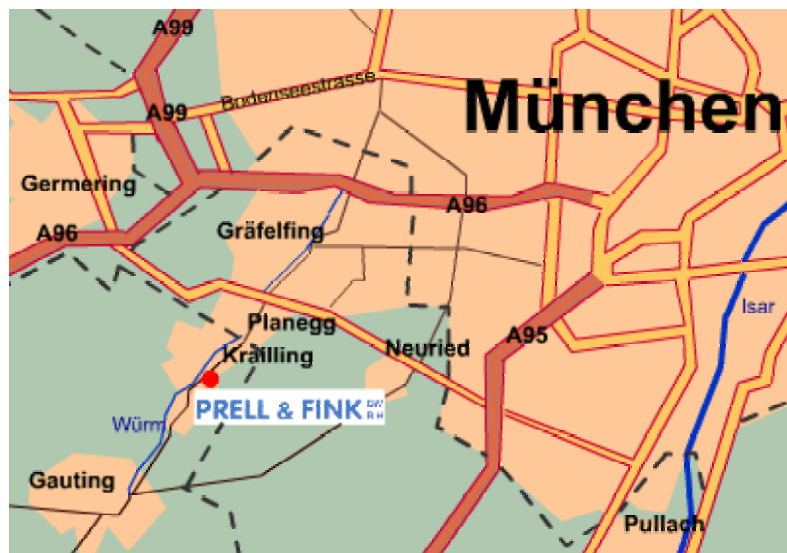 A99
A99
Bodenseestrasse
München
Germering
A96
A96
Gräfelfing
Isar
Planegg
A95
Neuried
Krailling
PRELL & FINK
Würm
Gauting
Pullach